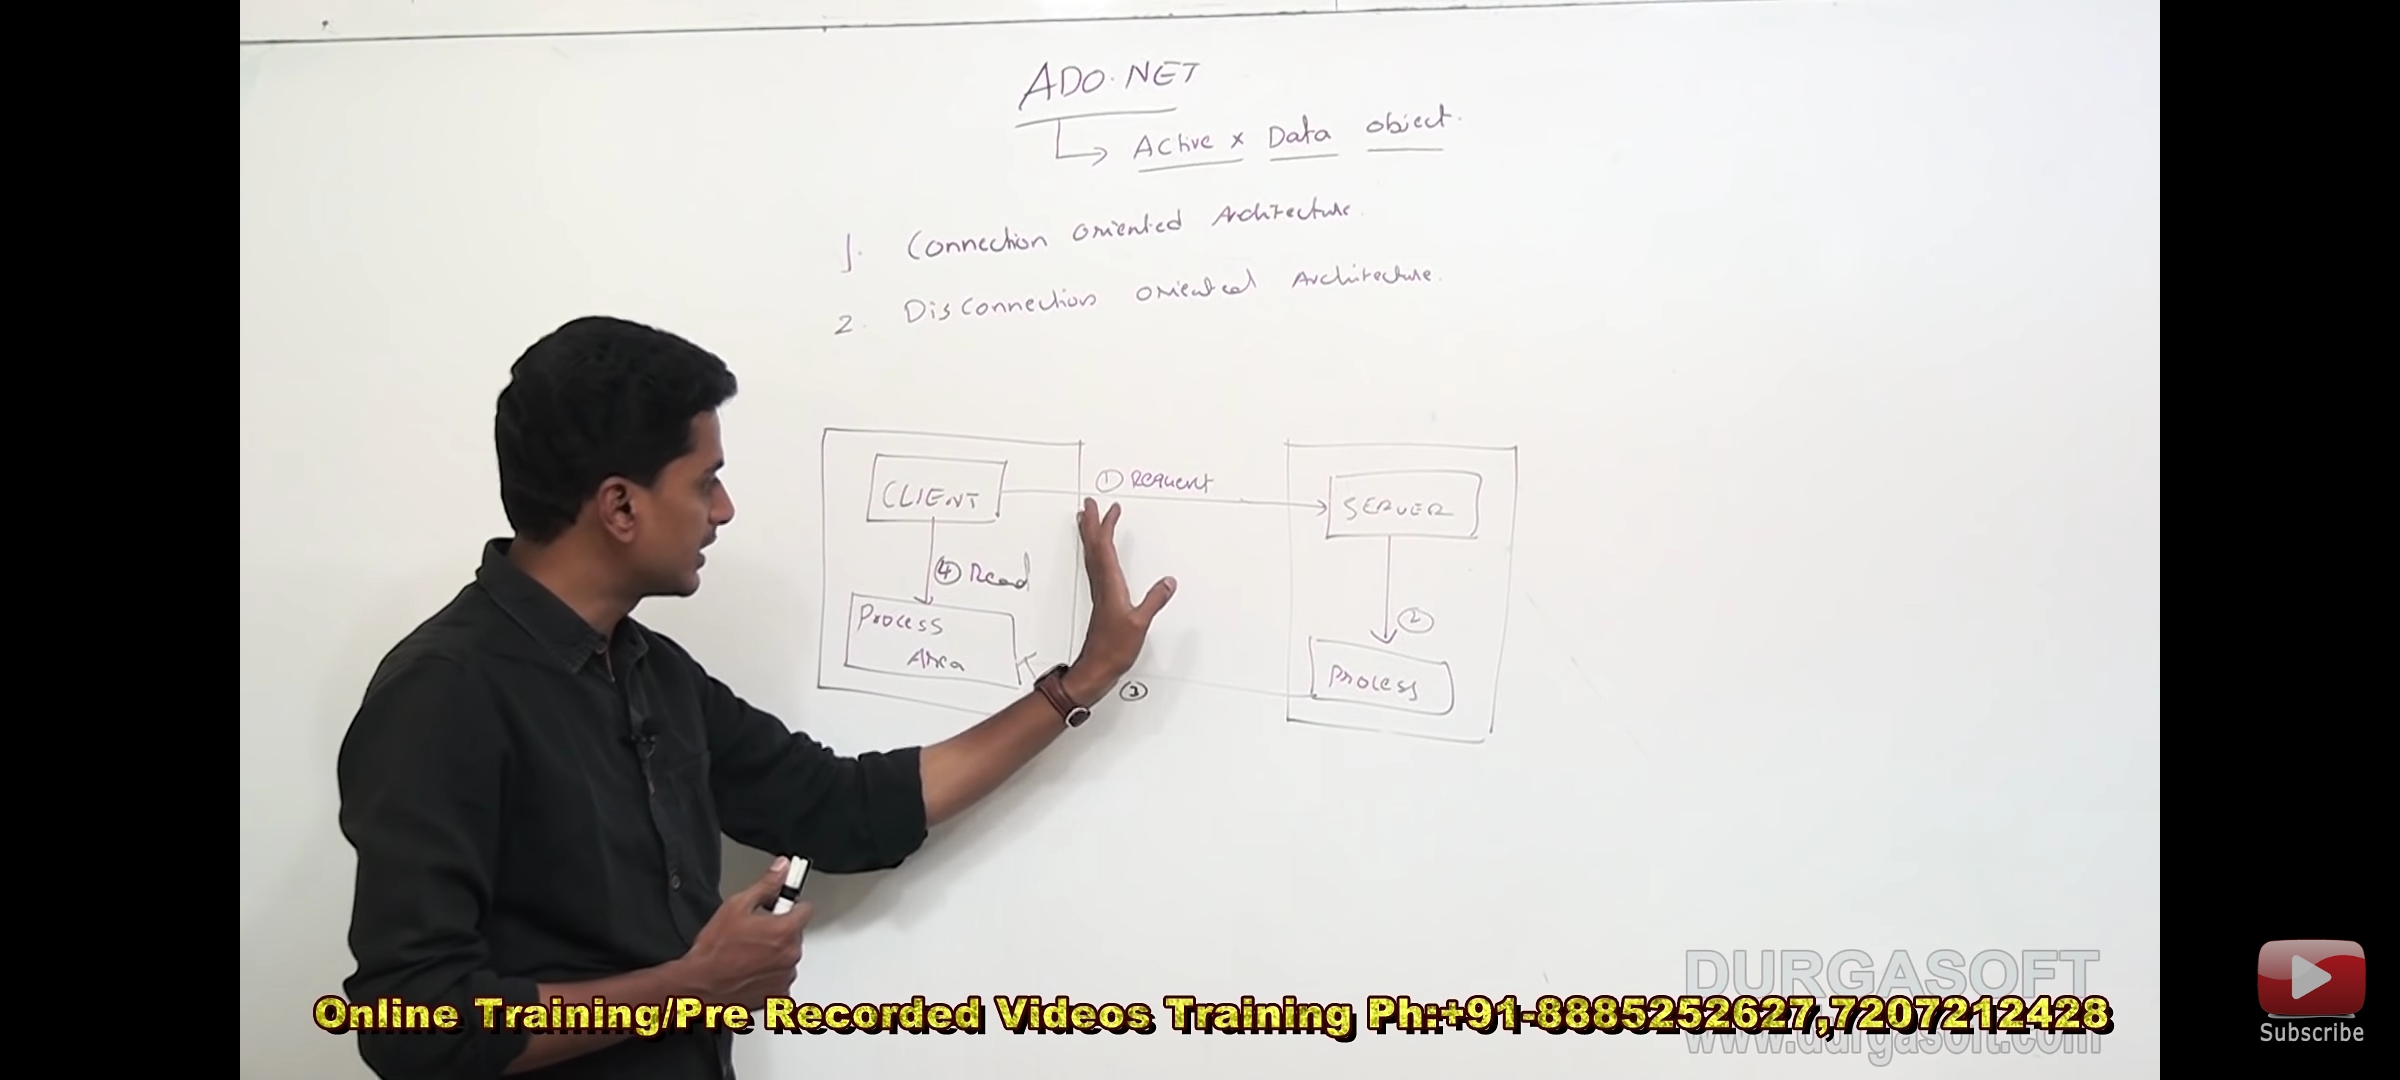 ADO.NET
Active x Data object.
1. Connection oriented Architecture.
2. Disconnection oriented Architecture.
CLIENT
① Request
SERVER
④ Read
②
Process
Area
③
Process
DURGASOFT
www.durgasoft.com
Online Training/Pre Recorded Videos Training Ph:+91-8885252627,7207212428
Subscribe